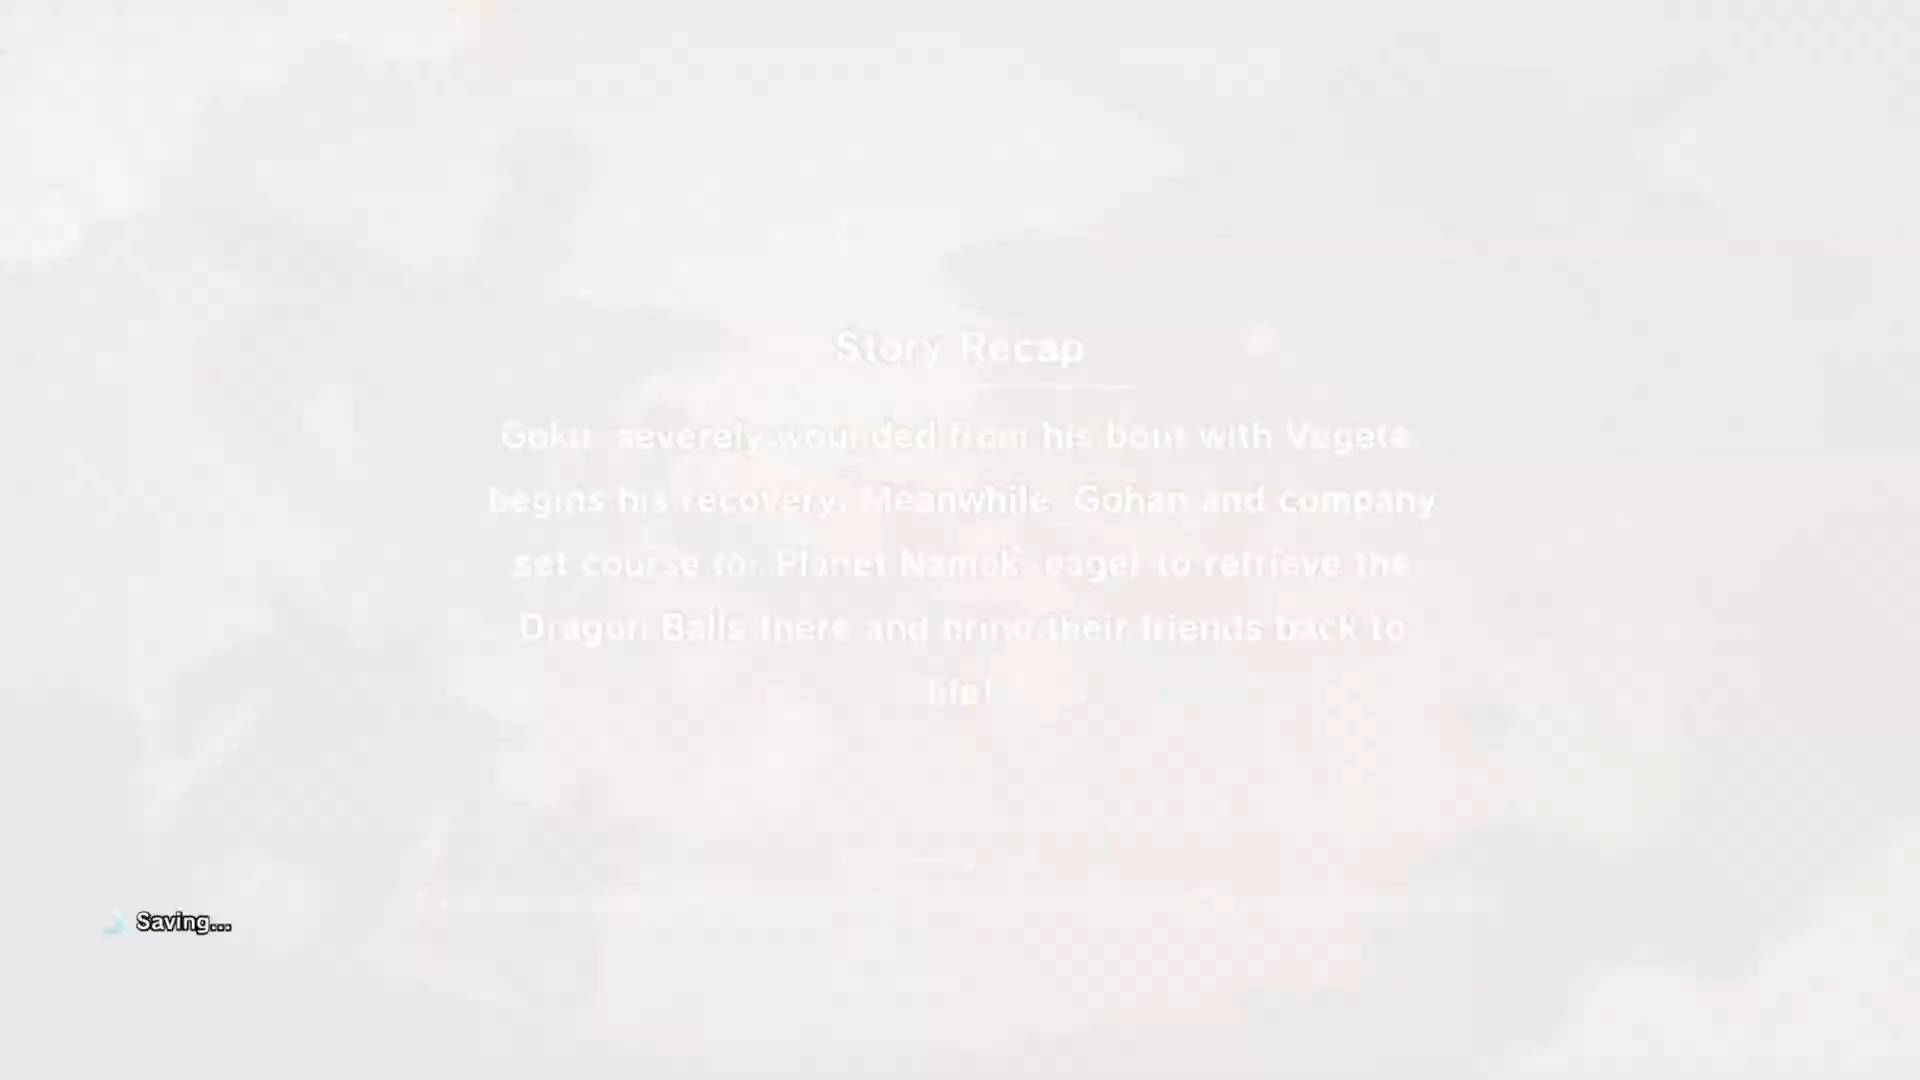 Story Recap
Goku, severely wounded from his bout with Vegeta,
begins his recovery. Meanwhile, Gohan and company
set course for Planet Namek, eager to retrieve the
Dragon Balls there and bring their friends back to
life!
Saving...